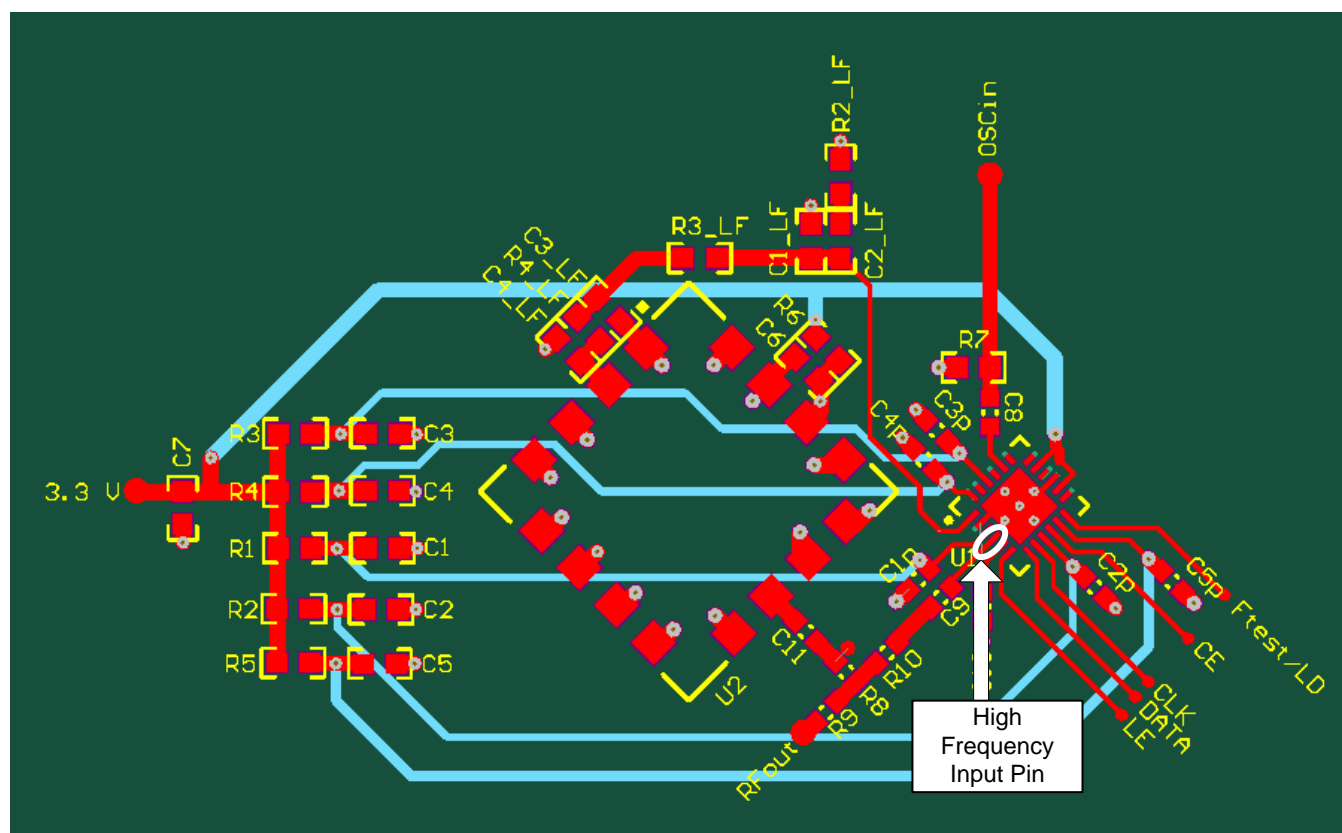 R2_LF
OSCin
R3_LF
C1_LF
C2_LF
C3_LF
R4_LF
C4_LF
R6
C6
R7
C8
C3p
C4p
C7
R3
C3
3.3 V
R4
C4
R1
C1
U1
C1p
C2p
C5p
Ftest/LD
R2
C2
C9
C11
R10
CE
R5
C5
U2
R8
R9
CLK
DATA
LE
RFout
High
Frequency
Input Pin